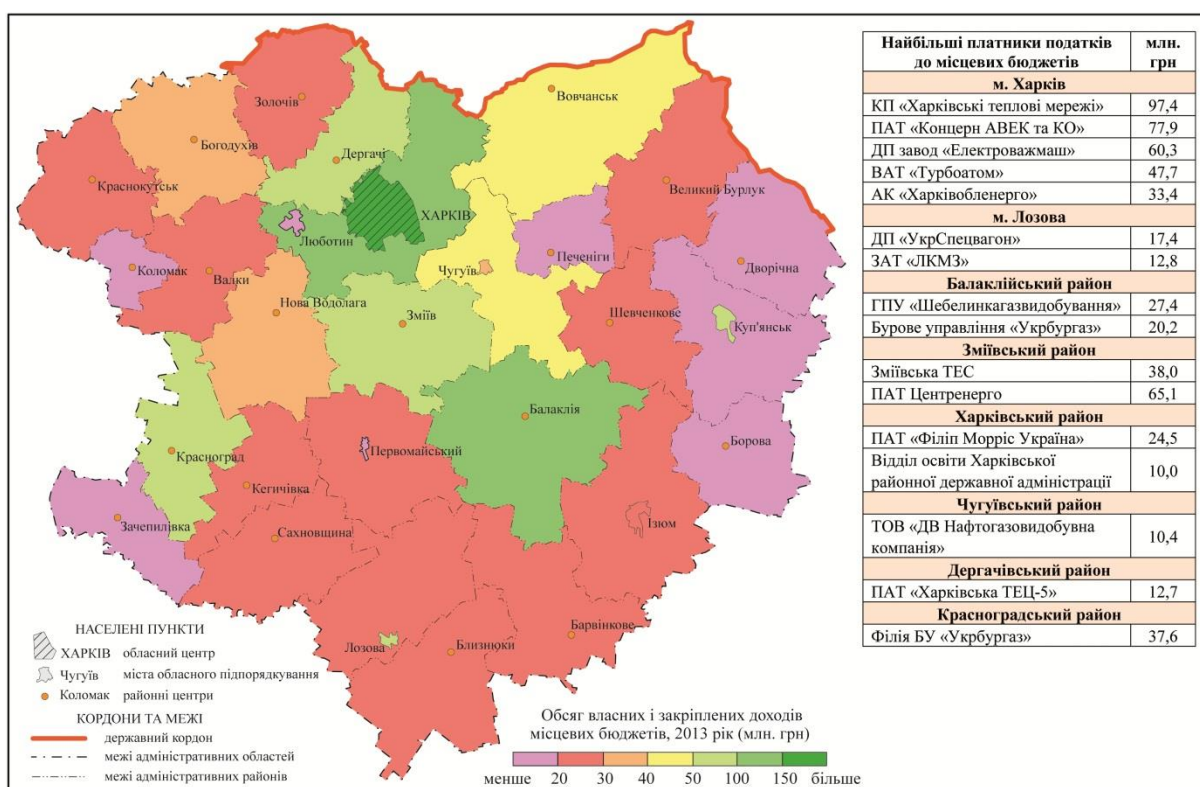 Золочів
Вовчанськ
Богодухів
Дергачі
Краснокутськ
Великий Бурлук
ХАРКІВ
Люботин
Печеніги
Коломак
Валки
Чугуїв
Дворічна
Нова Водолага
Зміїв
Шевченкове
Куп'янськ
Балаклія
Красноград
Первомайський
Борова
Кегичівка
Зачепилівка
Сахновщина
Ізюм
Барвінкове
Лозова
Близнюки
НАСЕЛЕНІ ПУНКТИ
ХАРКІВ обласний центр
Чугуїв міста обласного підпорядкування
Коломак районні центри
КОРДОНИ ТА МЕЖІ
державний кордон
межі адміністративних областей
межі адміністративних районів
Обсяг власних і закріплених доходів
місцевих бюджетів, 2013 рік (млн. грн)
менше 20 30 40 50 100 150 більше
Найбільші платники податків млн.
до місцевих бюджетів грн
м. Харків
КП «Харківські теплові мережі» 97,4
ПАТ «Концерн АВЕК та КО» 77,9
ДП завод «Електроважмаш» 60,3
ВАТ «Турбоатом» 47,7
АК «Харківобленерго» 33,4
м. Лозова
ДП «УкрСпецвагон» 17,4
ЗАТ «ЛКМЗ» 12,8
Балаклійський район
ГПУ «Шебелинкагазвидобування» 27,4
Бурове управління «Укрбургаз» 20,2
Зміївський район
Зміївська ТЕС 38,0
ПАТ Центренерго 65,1
Харківський район
ПАТ «Філіп Морріс Україна» 24,5
Відділ освіти Харківської
районної державної адміністрації 10,0
Чугуївський район
ТОВ «ДВ Нафтогазовидобувна
компанія» 10,4
Дергачівський район
ПАТ «Харківська ТЕЦ-5» 12,7
Красноградський район
Філія БУ «Укрбургаз» 37,6